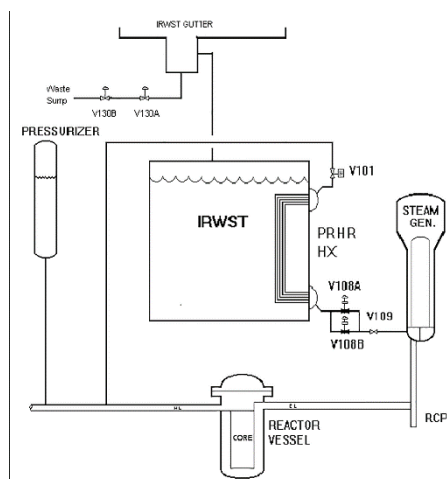 IRWST GUTTER
Waste
Sump
V130B
V130A
PRESSURIZER
V101
IRWST
PRHR
HX
STEAM
GEN.
V108A
V109
V108B
HL
CL
CORE
REACTOR
VESSEL
RCP